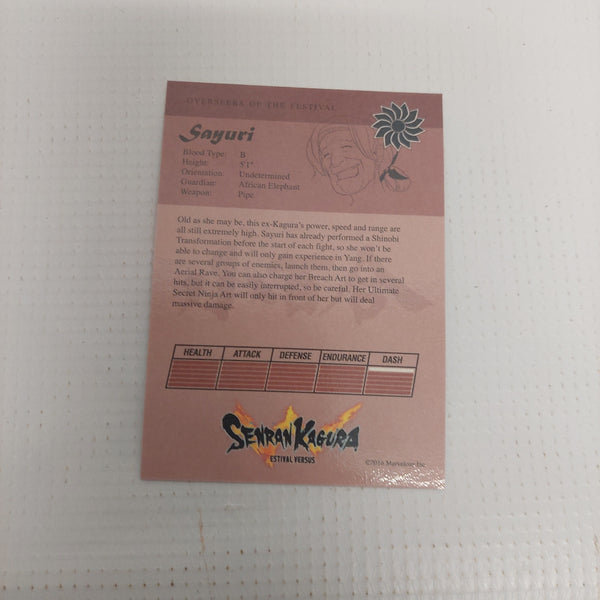 OVERSEERS OF THE FESTIVAL
Sayuri
Blood Type: B
Height: 5'1"
Orientation: Undetermined
Guardian: African Elephant
Weapon: Pipe
Old as she may be, this ex-Kagura's power, speed and range are
all still extremely high. Sayuri has already performed a Shinobi
Transformation before the start of each fight, so she won't be
able to change and will only gain experience in Yang. If there
are several groups of enemies, launch them, then go into an
Aerial Rave. You can also charge her Breach Art to get in several
hits, but it can be easily interrupted, so be careful. Her Ultimate
Secret Ninja Art will only hit in front of her but will deal
massive damage.
HEALTH ATTACK DEFENSE ENDURANCE DASH
SENRAN KAGURA
ESTIVAL VERSUS
©2016 Marvelous Inc.